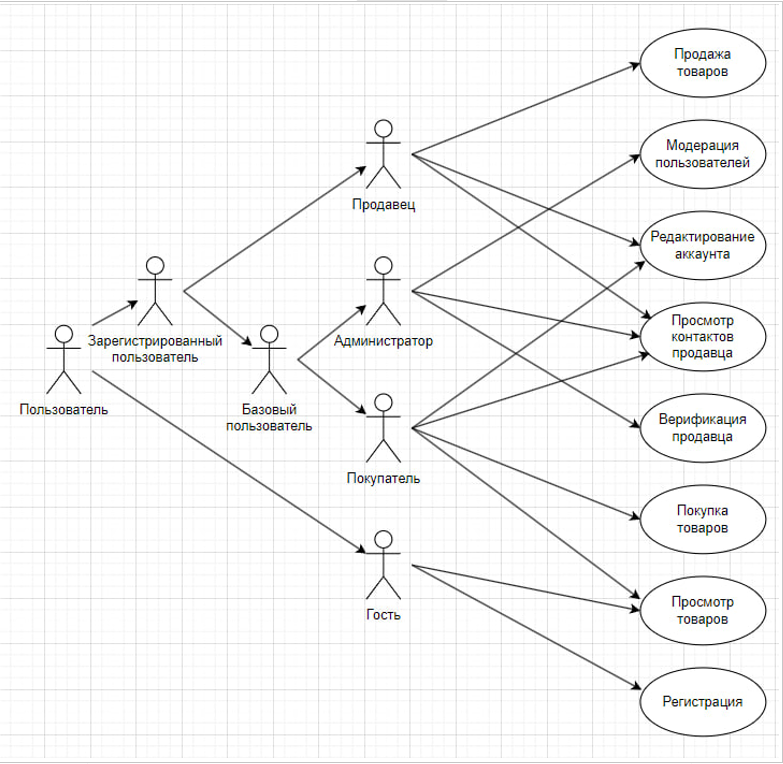 Продажа
товаров
Модерация
пользователей
Продавец
Редактирование
аккаунта
Зарегистрированный
пользователь
Администратор
Просмотр
контактов
продавца
Пользователь
Базовый
пользователь
Верификация
продавца
Покупатель
Покупка
товаров
Гость
Просмотр
товаров
Регистрация